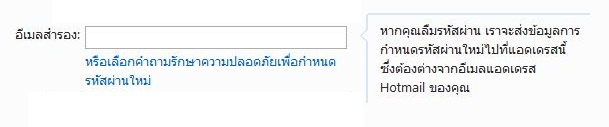 อีเมลสำรอง:
หรือเลือกคำถามรักษาความปลอดภัยเพื่อกำหนด
รหัสผ่านใหม่
หากคุณลืมรหัสผ่าน เราจะส่งข้อมูลการ
กำหนดรหัสผ่านใหม่ไปที่แอดเดรสนี้
ซึ่งต้องต่างจากอีเมลแอดเดรส
Hotmail ของคุณ